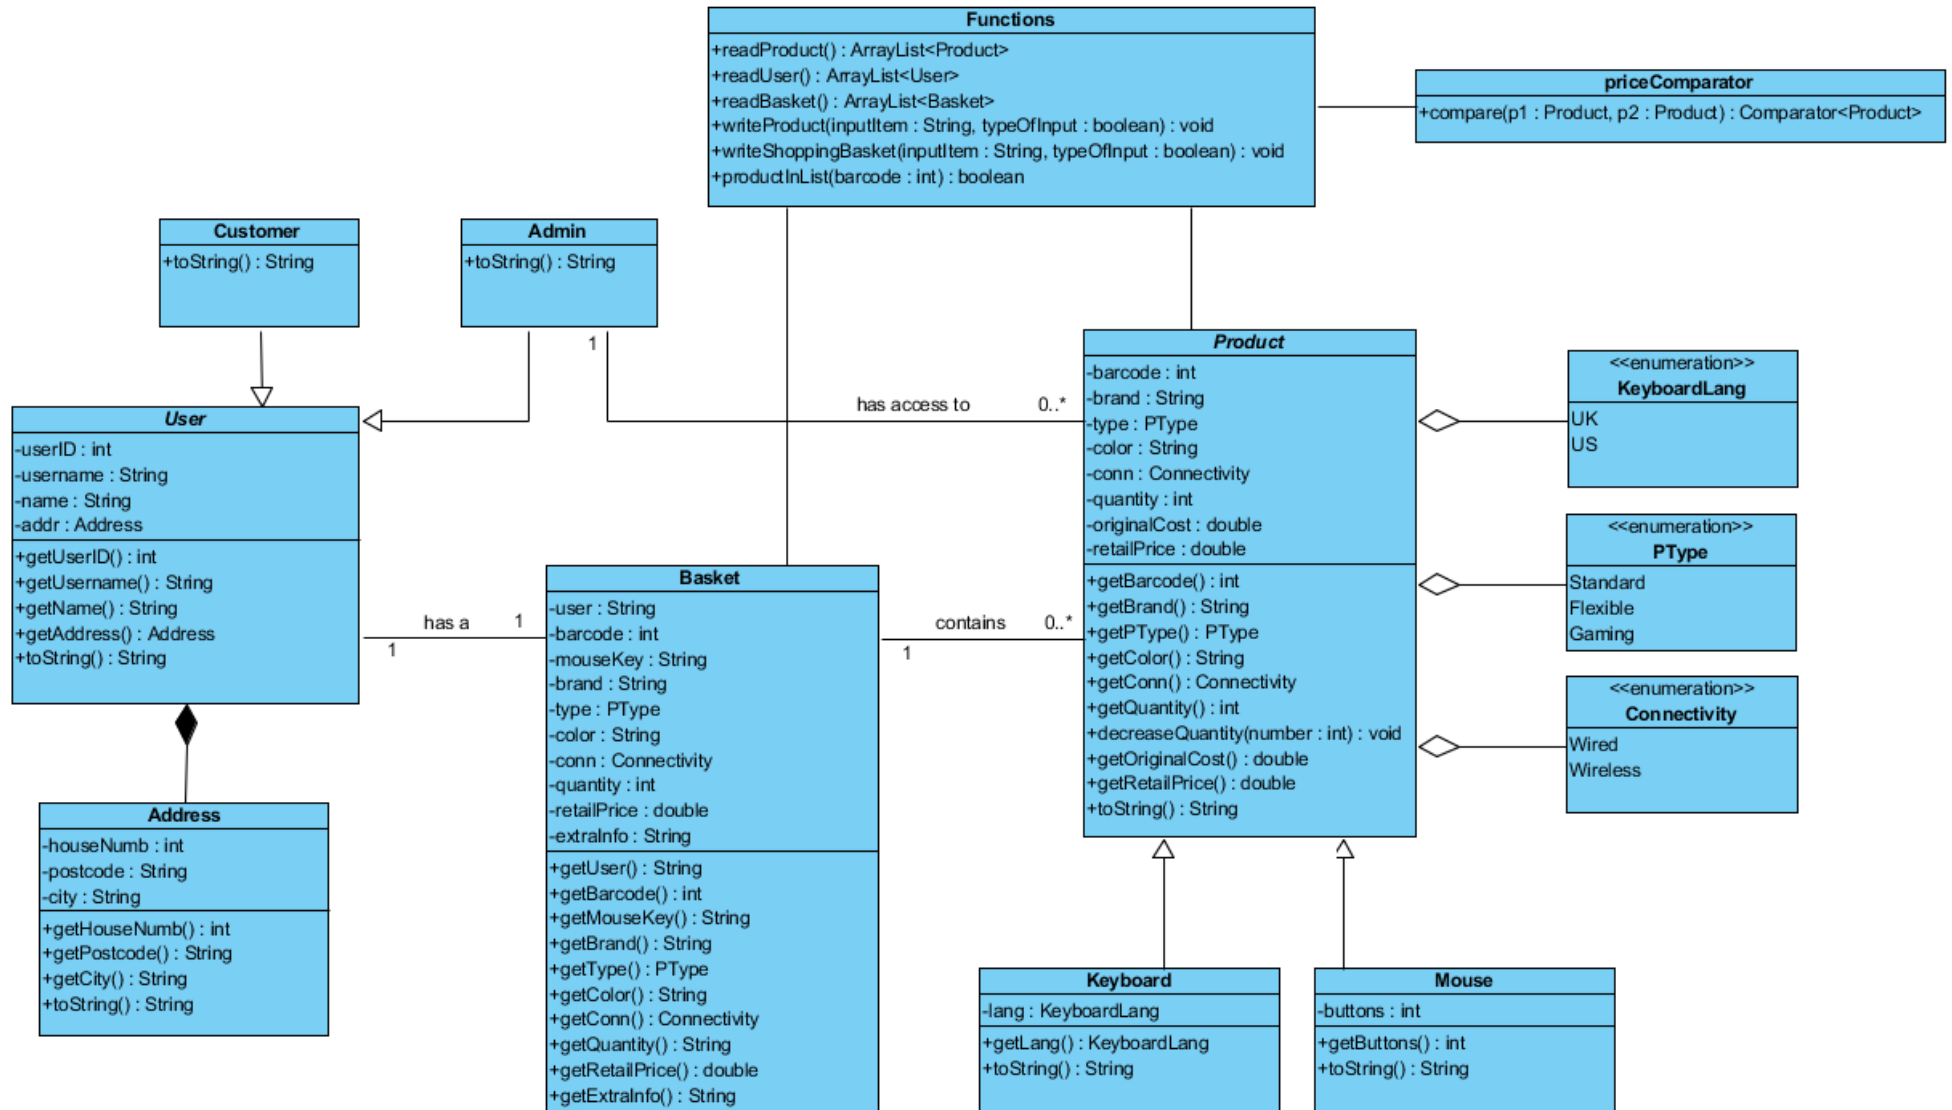 Functions
+readProduct() : ArrayList<Product>
+readUser() : ArrayList<User>
+readBasket() : ArrayList<Basket>
+writeProduct(inputItem : String, typeOfInput : boolean) : void
+writeShoppingBasket(inputItem : String, typeOfInput : boolean) : void
+productInList(barcode : int) : boolean
priceComparator
+compare(p1 : Product, p2 : Product) : Comparator<Product>
Customer
+toString() : String
Admin
+toString() : String
1
has access to
0..*
User
-userID : int
-username : String
-name : String
-addr : Address
+getUserID() : int
+getUsername() : String
+getName() : String
+getAddress() : Address
+toString() : String
has a
1
1
Address
-houseNumb : int
-postcode : String
-city : String
+getHouseNumb() : int
+getPostcode() : String
+getCity() : String
+toString() : String
Basket
-user : String
-barcode : int
-mouseKey : String
-brand : String
-type : PType
-color : String
-conn : Connectivity
-quantity : int
-retailPrice : double
-extraInfo : String
+getUser() : String
+getBarcode() : int
+getMouseKey() : String
+getBrand() : String
+getType() : PType
+getColor() : String
+getConn() : Connectivity
+getQuantity() : String
+getRetailPrice() : double
+getExtraInfo() : String
contains
0..*
1
Product
-barcode : int
-brand : String
-type : PType
-color : String
-conn : Connectivity
-quantity : int
-originalCost : double
-retailPrice : double
+getBarcode() : int
+getBrand() : String
+getPType() : PType
+getColor() : String
+getConn() : Connectivity
+getQuantity() : int
+decreaseQuantity(number : int) : void
+getOriginalCost() : double
+getRetailPrice() : double
+toString() : String
<<enumeration>>
KeyboardLang
UK
US
<<enumeration>>
PType
Standard
Flexible
Gaming
<<enumeration>>
Connectivity
Wired
Wireless
Keyboard
-lang : KeyboardLang
+getLang() : KeyboardLang
+toString() : String
Mouse
-buttons : int
+getButtons() : int
+toString() : String